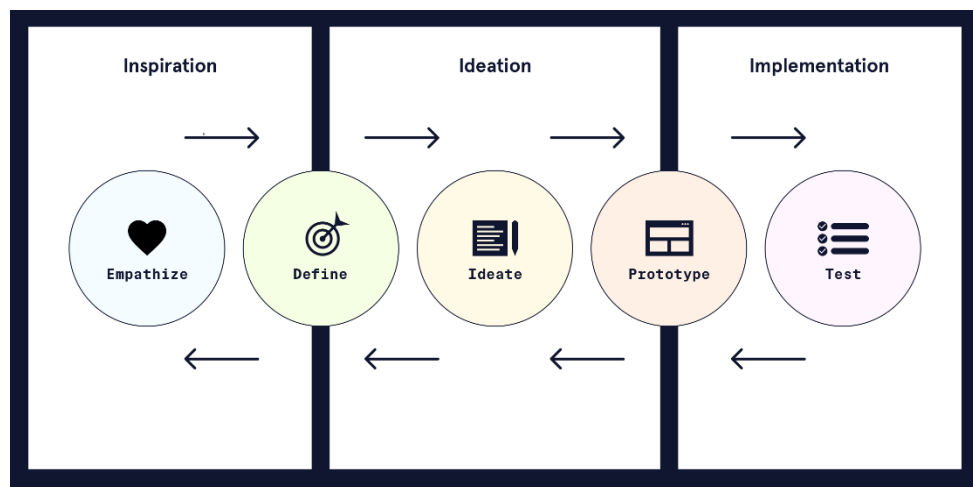 Inspiration
Ideation
Implementation
Empathize
Define
Ideate
Prototype
Test